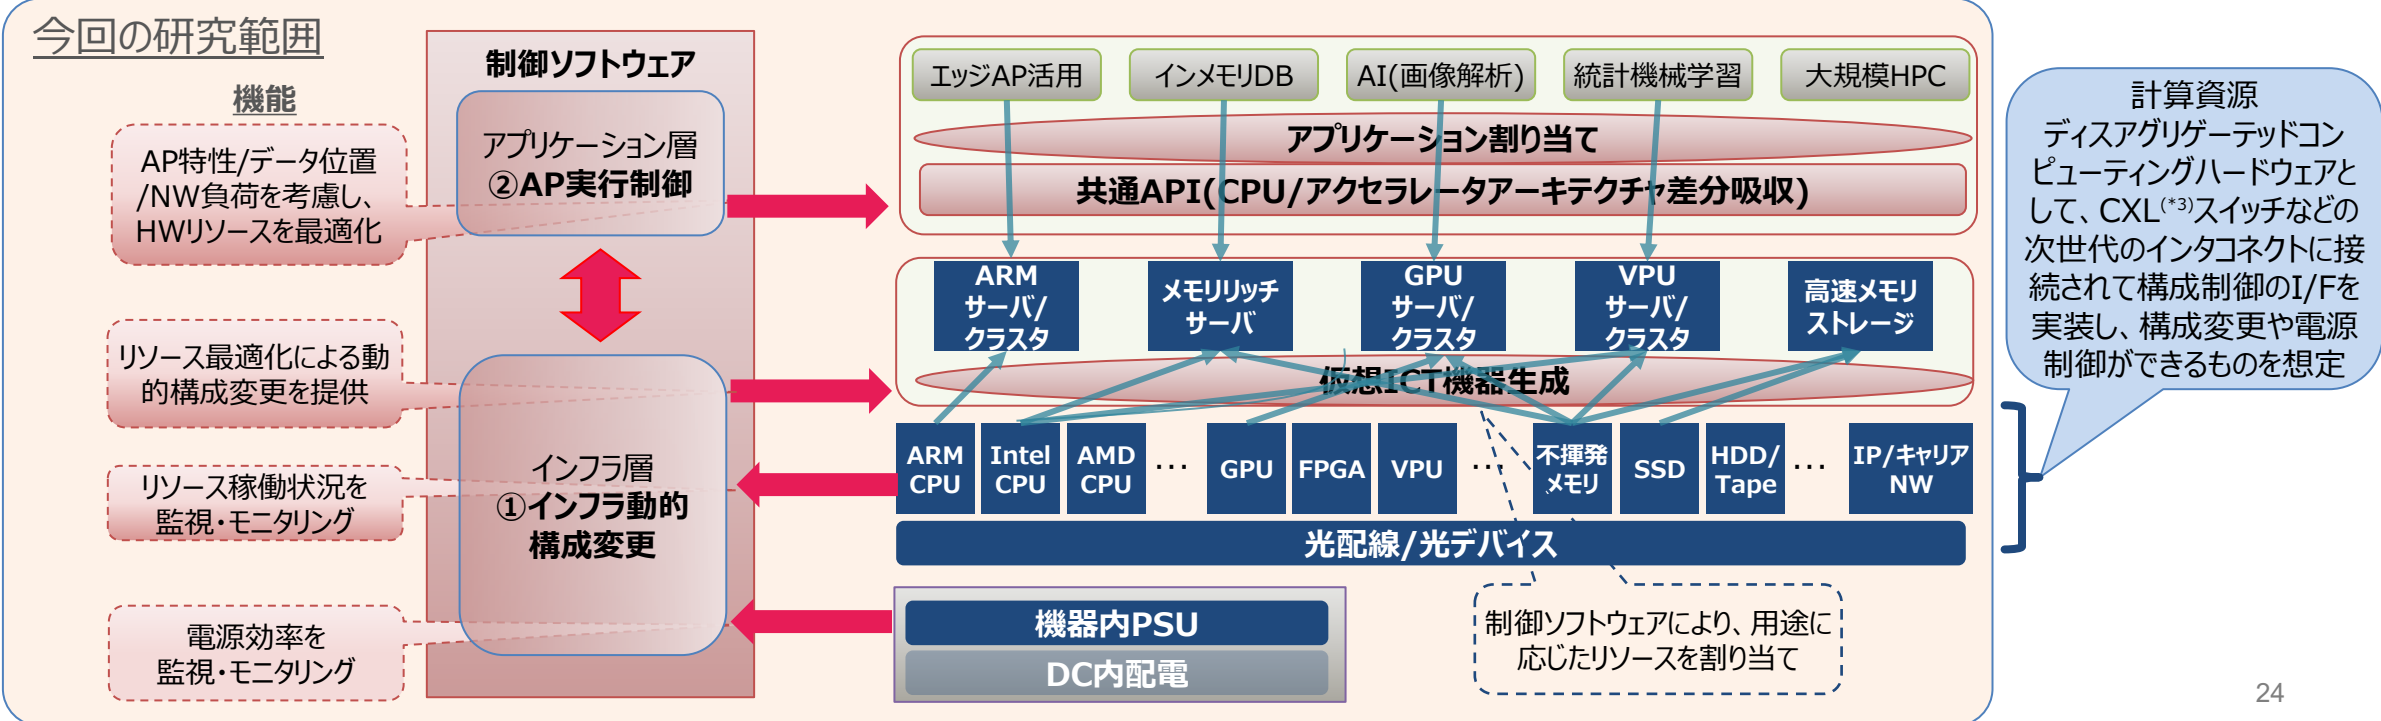 今回の研究範囲
機能
AP特性/データ位置
/NW負荷を考慮し、
HWリソースを最適化
リソース最適化による動
的構成変更を提供
リソース稼働状況を
監視・モニタリング
電源効率を
監視・モニタリング
制御ソフトウェア
アプリケーション層
②AP実行制御
インフラ層
①インフラ動的
構成変更
エッジAP活用
インメモリDB
AI(画像解析)
統計機械学習
大規模HPC
アプリケーション割り当て
共通API(CPU/アクセラレータアーキテクチャ差分吸収)
ARM
サーバ/
クラスタ
メモリリッチ
サーバ
GPU
サーバ/
クラスタ
VPU
サーバ/
クラスタ
高速メモリ
ストレージ
仮想ICT機器生成
ARM
CPU
Intel
CPU
AMD
CPU
…
GPU
FPGA
VPU
…
不揮発
メモリ
SSD
HDD/
Tape
…
IP/キャリア
NW
光配線/光デバイス
機器内PSU
DC内配電
制御ソフトウェアにより、用途に
応じたリソースを割り当て
計算資源
ディスアグリゲーテッドコン
ピューティングハードウェアと
して、CXL(*3)スイッチなどの
次世代のインタコネクトに接
続されて構成制御のI/Fを
実装し、構成変更や電源
制御ができるものを想定
24